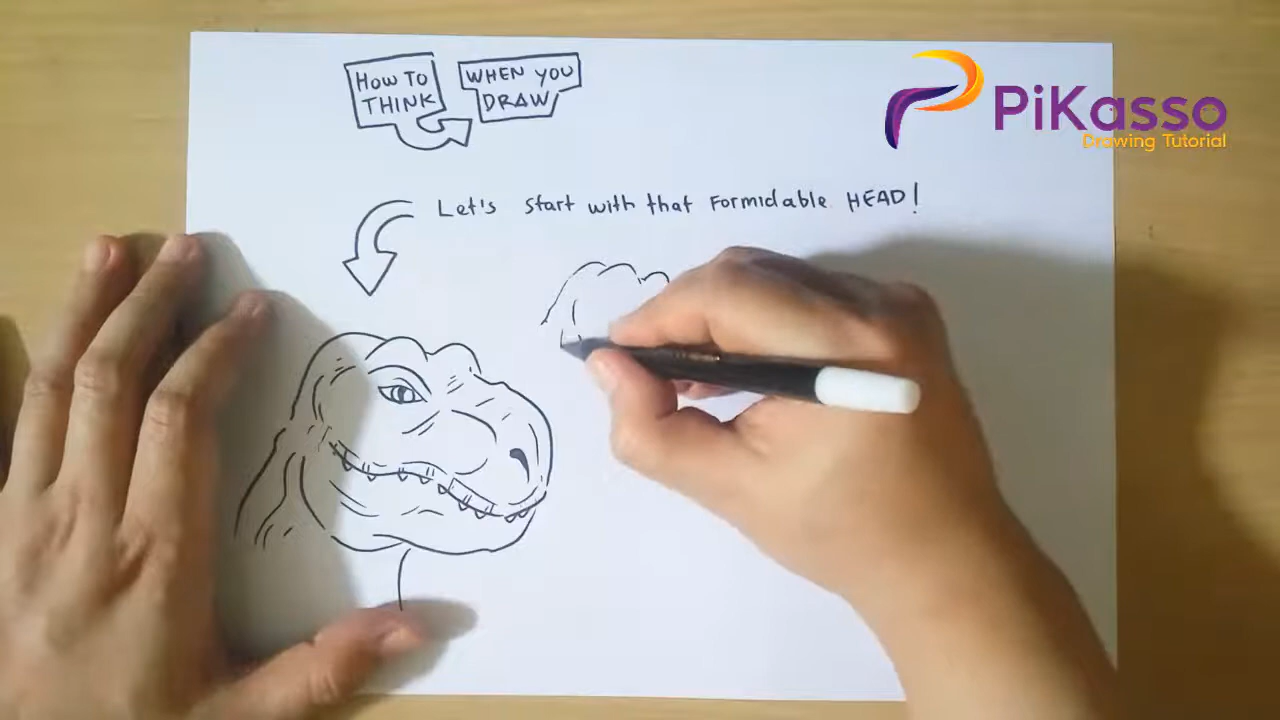 HOW TO
THINK
WHEN YOU
DRAW
PiKasso
Drawing Tutorial
Let's start with that Formidable HEAD!